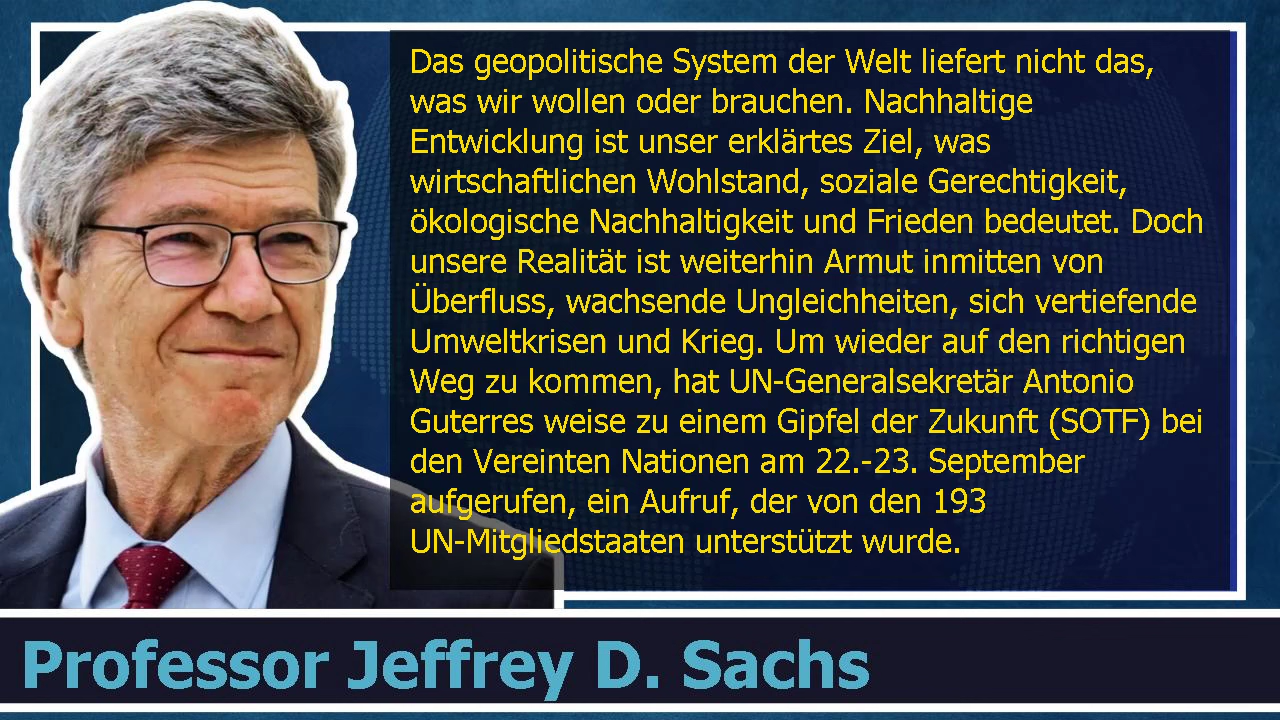 Das geopolitische System der Welt liefert nicht das,
was wir wollen oder brauchen. Nachhaltige
Entwicklung ist unser erklärtes Ziel, was
wirtschaftlichen Wohlstand, soziale Gerechtigkeit,
ökologische Nachhaltigkeit und Frieden bedeutet. Doch
unsere Realität ist weiterhin Armut inmitten von
Überfluss, wachsende Ungleichheiten, sich vertiefende
Umweltkrisen und Krieg. Um wieder auf den richtigen
Weg zu kommen, hat UN-Generalsekretär Antonio
Guterres weise zu einem Gipfel der Zukunft (SOTF) bei
den Vereinten Nationen am 22.-23. September
aufgerufen, ein Aufruf, der von den 193
UN-Mitgliedstaaten unterstützt wurde.
Professor Jeffrey D. Sachs